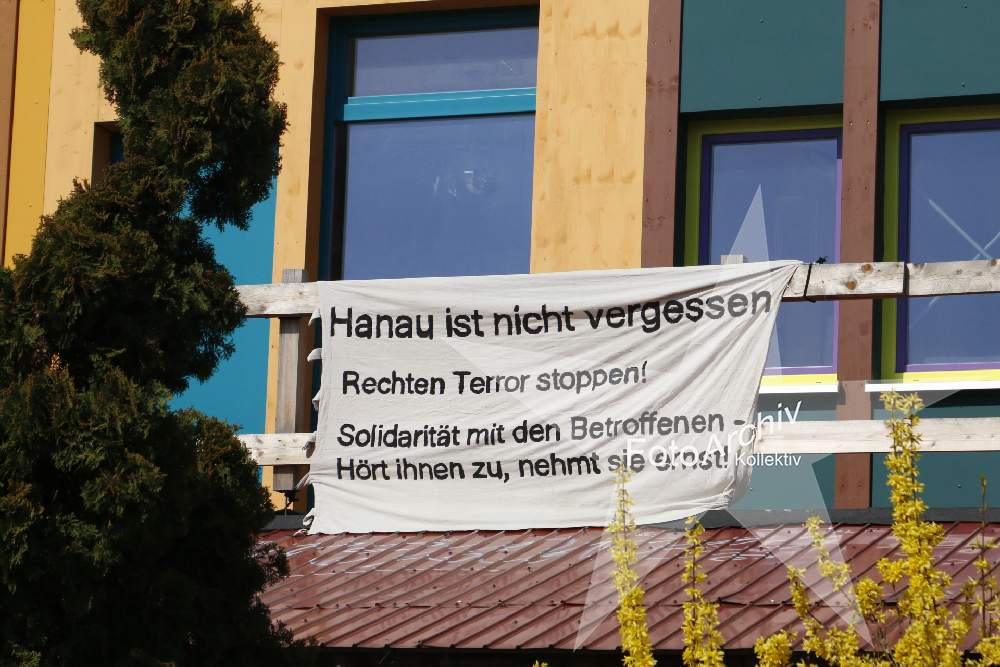 Hanau ist nicht vergessen
Rechten Terror stoppen!
Solidarität mit den Betroffenen -
Hört ihnen zu, nehmt sie ernst!
FotoArchiv
Kollektiv